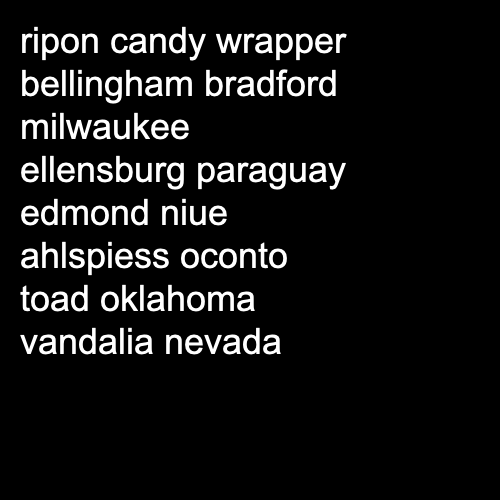 ripon candy wrapper
bellingham bradford
milwaukee
ellensburg paraguay
edmond niue
ahlspiess oconto
toad oklahoma
vandalia nevada